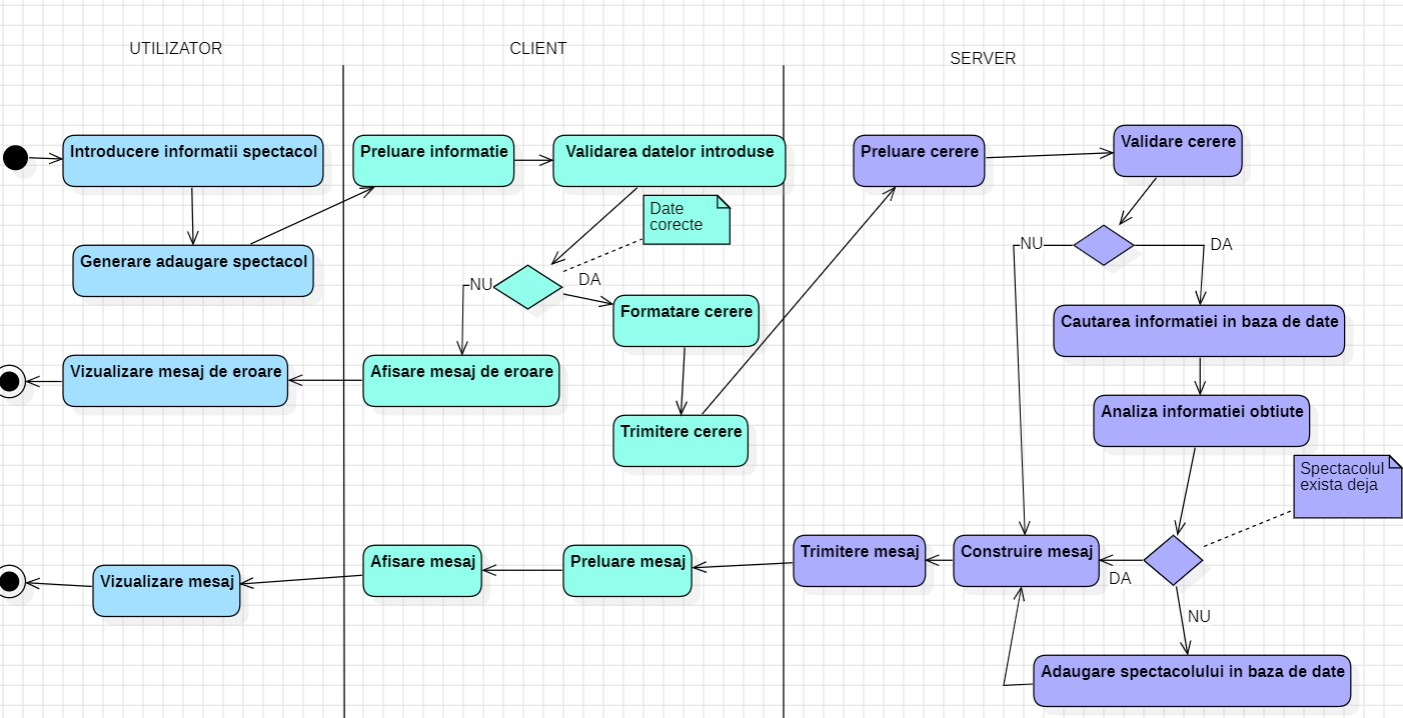 UTILIZATOR
CLIENT
SERVER
Introducere informatii spectacol
Generare adaugare spectacol
Preluare informatie
Validarea datelor introduse
Date
corecte
NU
DA
Formatare cerere
Afisare mesaj de eroare
Vizualizare mesaj de eroare
Trimitere cerere
Preluare cerere
Validare cerere
NU
DA
Cautarea informatiei in baza de date
Analiza informatiei obtiute
Spectacolul
exista deja
DA
NU
Adaugare spectacolului in baza de date
Construire mesaj
Trimitere mesaj
Preluare mesaj
Afisare mesaj
Vizualizare mesaj